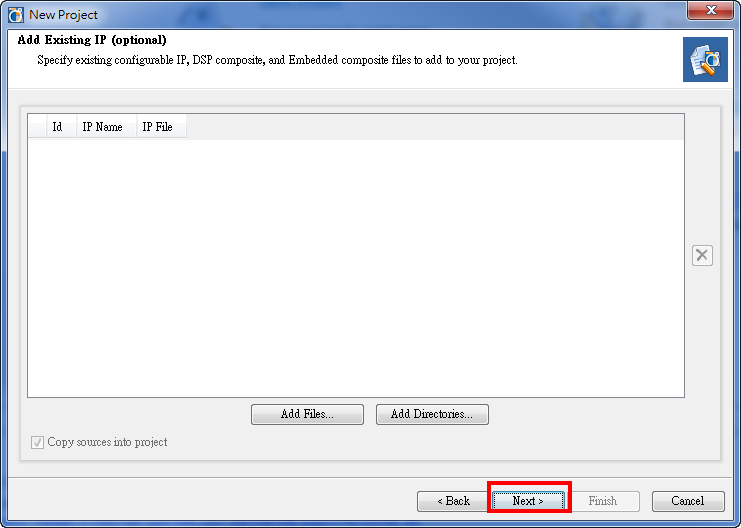 New Project
Add Existing IP (optional)
Specify existing configurable IP, DSP composite, and Embedded composite files to add to your project.
Id IP Name IP File
Add Files... Add Directories...
Copy sources into project
< Back Next > Finish Cancel